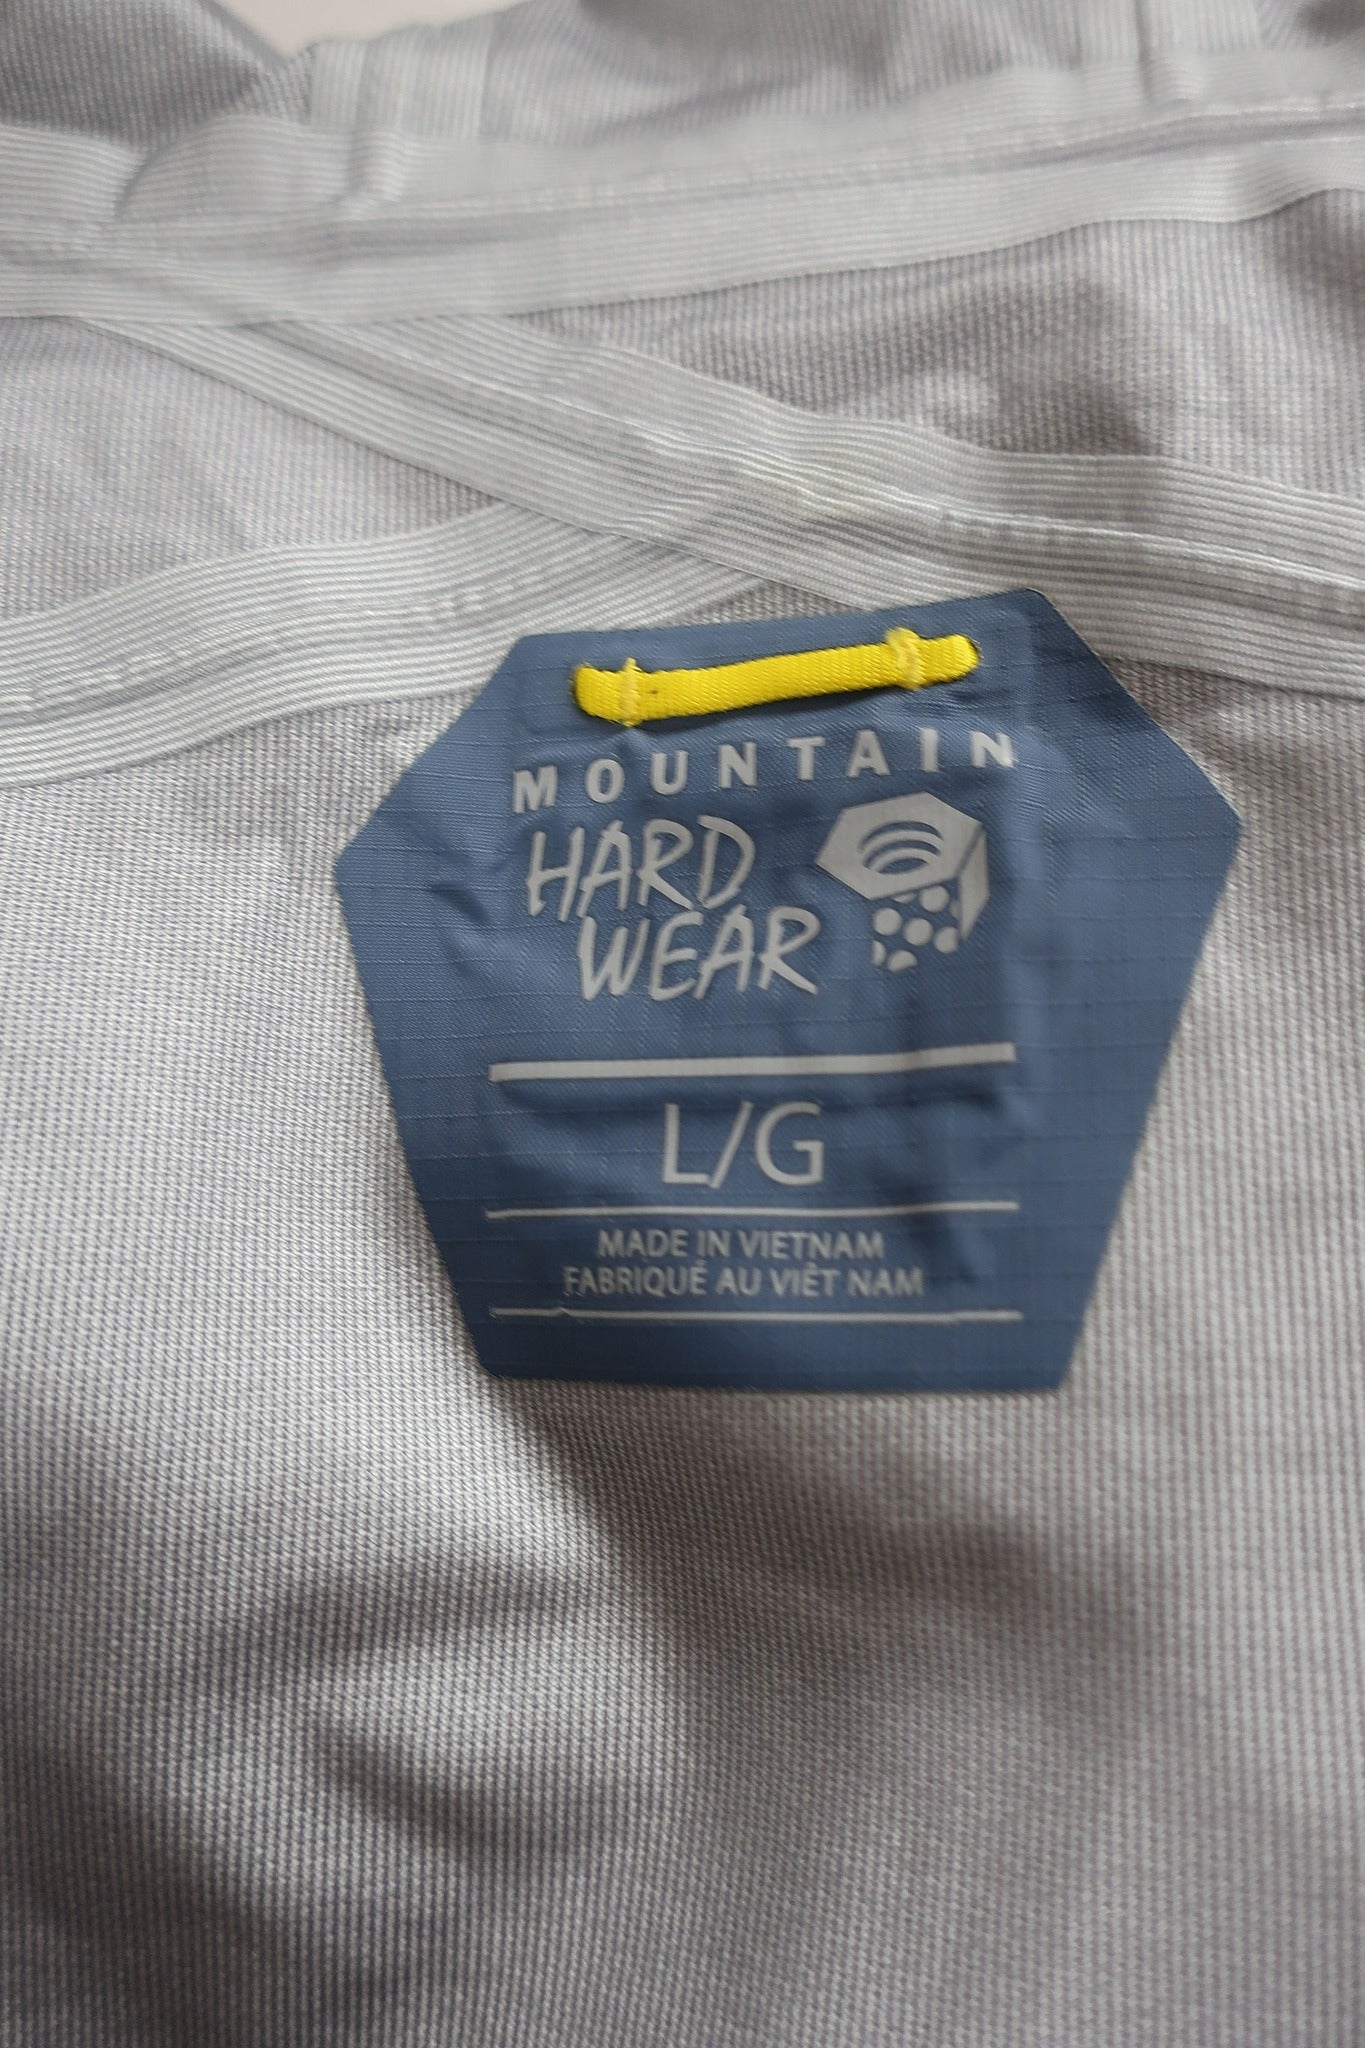 MOUNTAIN
HARD
WEAR
L/G
MADE IN VIETNAM
FABRIQUÉ AU VIÊT NAM